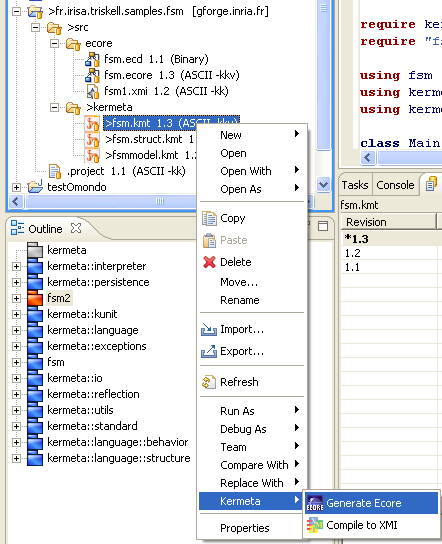 >fr.irisa.triskell.samples.fsm [gforge.inria.fr]
>src
ecore
fsm.ecd 1.1 (Binary)
fsm.ecore 1.3 (ASCII -kkv)
fsm1.xmi 1.2 (ASCII -kk)
>kermeta
>fsm.kmt 1.3 (ASCII -kkv)
>fsm.struct.kmt 1
>fsmmodel.kmt 1.2
.project 1.1 (ASCII -kk)
testOmondo
Outline
kermeta
kermeta::interpreter
kermeta::persistence
fsm2
kermeta::kunit
kermeta::language
kermeta::exceptions
fsm
kermeta::io
kermeta::reflection
kermeta::utils
kermeta::standard
kermeta::language::behavior
kermeta::language::structure
New
Open
Open With
Open As
Copy
Paste
Delete
Move...
Rename
Import...
Export...
Refresh
Run As
Debug As
Team
Compare With
Replace With
Kermeta
Properties
Generate Ecore
Compile to XMI
require ker
require "fs
using fsm
using kerme
using kerme
class Main
Tasks Console
fsm.kmt
Revision
*1.3
1.2
1.1